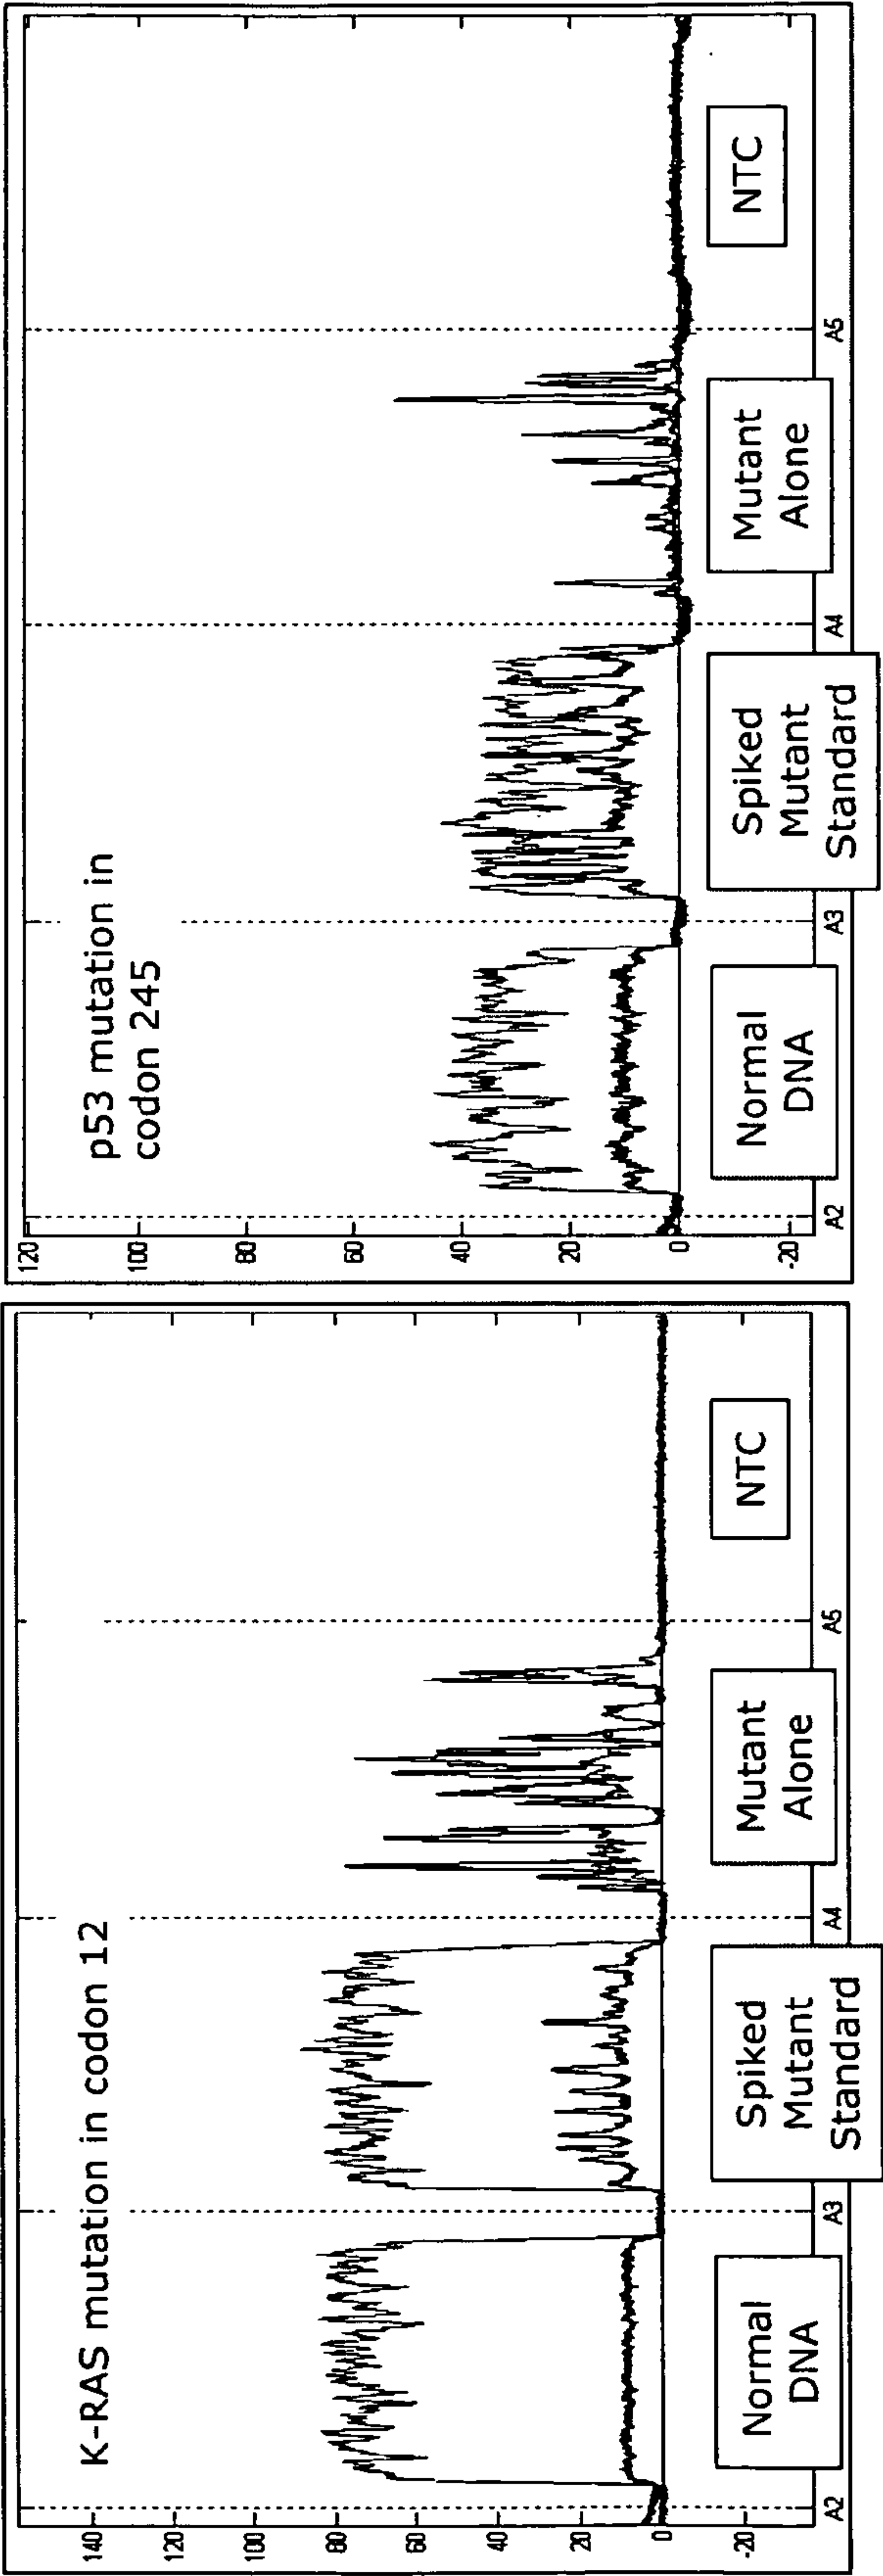 K-RAS mutation in codon 12
140
120
100
80
60
40
20
0
-20
A2
A3
A4
A5
Normal
DNA
Spiked
Mutant
Standard
Mutant
Alone
NTC
p53 mutation in
codon 245
120
100
80
60
40
20
0
-20
A2
A3
A4
A5
Normal
DNA
Spiked
Mutant
Standard
Mutant
Alone
NTC